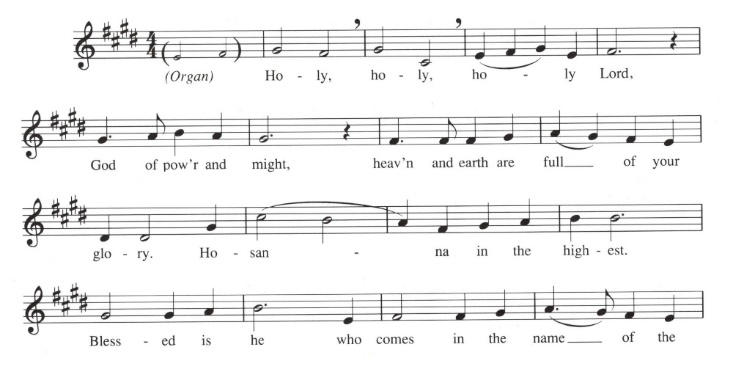 (Organ) Ho - ly, ho - ly, ho - ly Lord,
God of pow'r and might, heav'n and earth are full___ of your
glo - ry. Ho - san - na in the high - est.
Bless - ed is he who comes in the name___ of the